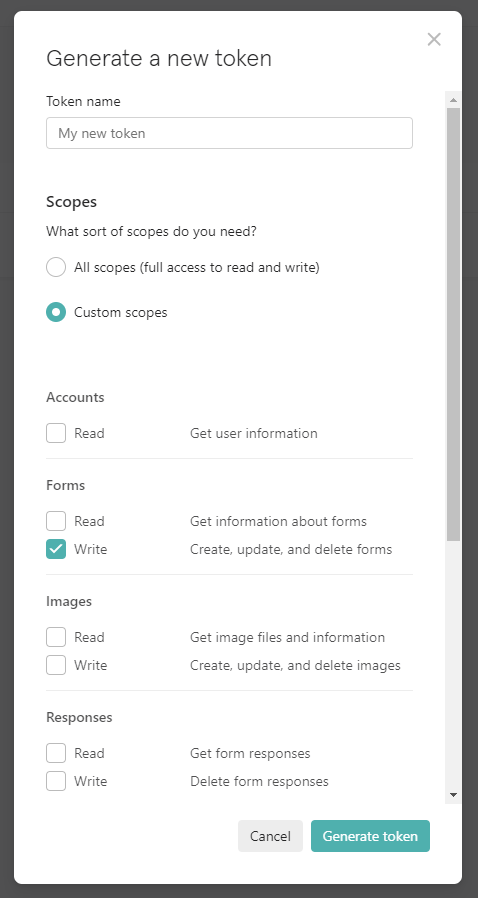 Generate a new token
Token name
My new token
Scopes
What sort of scopes do you need?
All scopes (full access to read and write)
Custom scopes
Accounts
Read Get user information
Forms
Read Get information about forms
Write Create, update, and delete forms
Images
Read Get image files and information
Write Create, update, and delete images
Responses
Read Get form responses
Write Delete form responses
Cancel Generate token